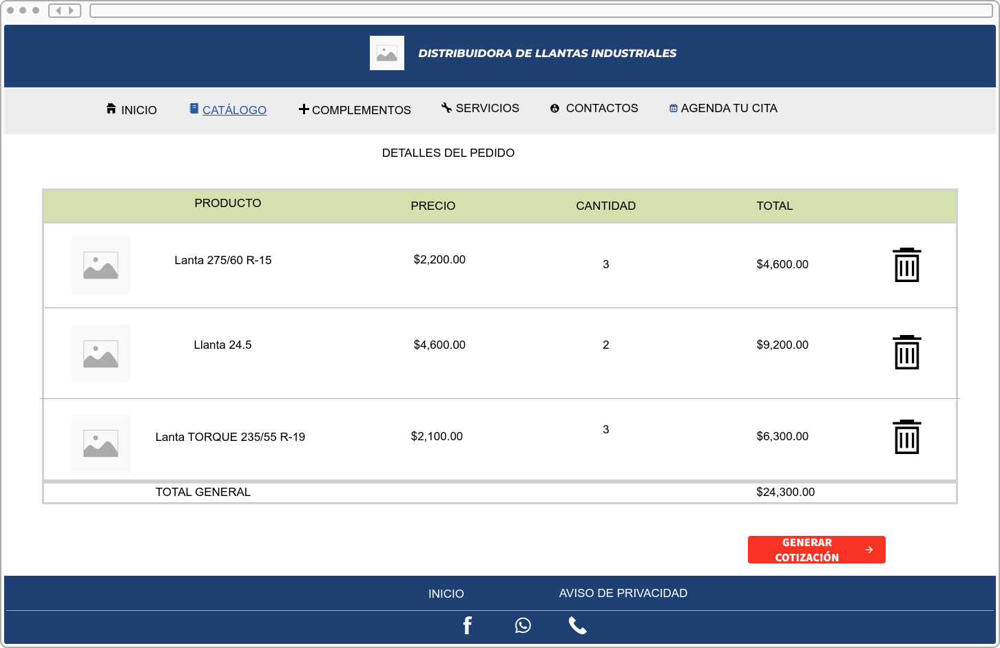 DISTRIBUIDORA DE LLANTAS INDUSTRIALES
INICIO CATÁLOGO COMPLEMENTOS SERVICIOS CONTACTOS AGENDA TU CITA
DETALLES DEL PEDIDO
PRODUCTO PRECIO CANTIDAD TOTAL
Lanta 275/60 R-15 $2,200.00 3 $4,600.00
Llanta 24.5 $4,600.00 2 $9,200.00
Lanta TORQUE 235/55 R-19 $2,100.00 3 $6,300.00
TOTAL GENERAL $24,300.00
GENERAR
COTIZACIÓN
INICIO AVISO DE PRIVACIDAD